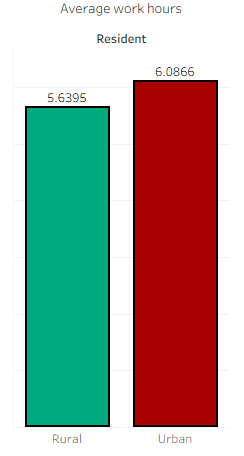 Average work hours
Resident
6.0866
5.6395
Rural Urban